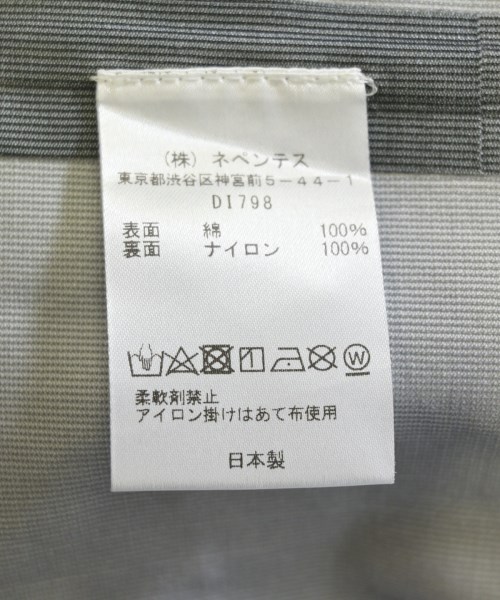 （株）ネペンテス
東京都渋谷区神宮前5－44－1
DI798
表面 綿 100%
裏面 ナイロン 100%
W
柔軟剤禁止
アイロン掛けはあて布使用
日本製